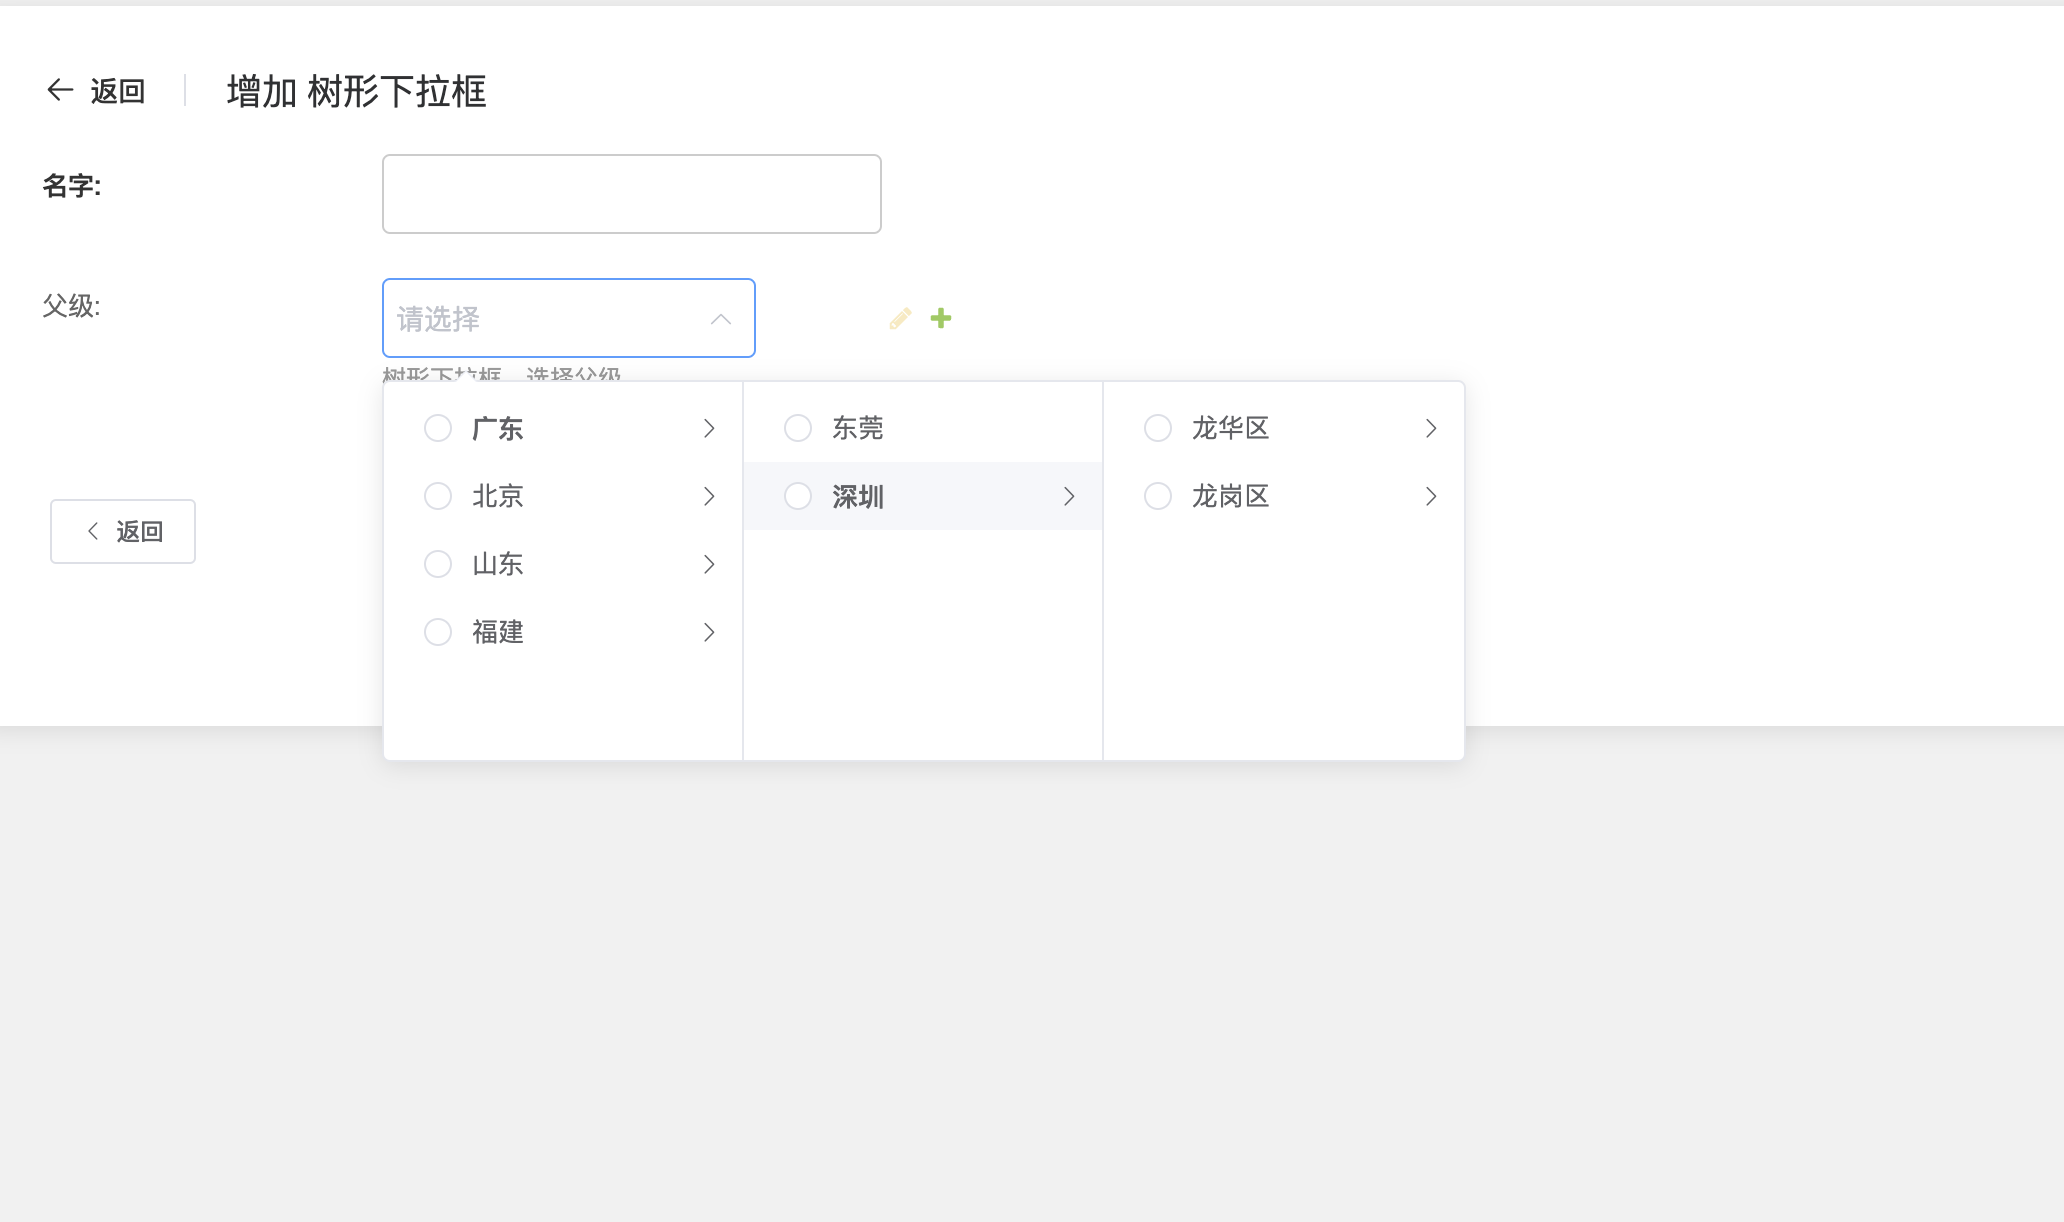 返回 增加 树形下拉框
名字:
父级:
请选择
树形下拉框，选择父级
广东
北京
山东
福建
东莞
深圳
龙华区
龙岗区
返回